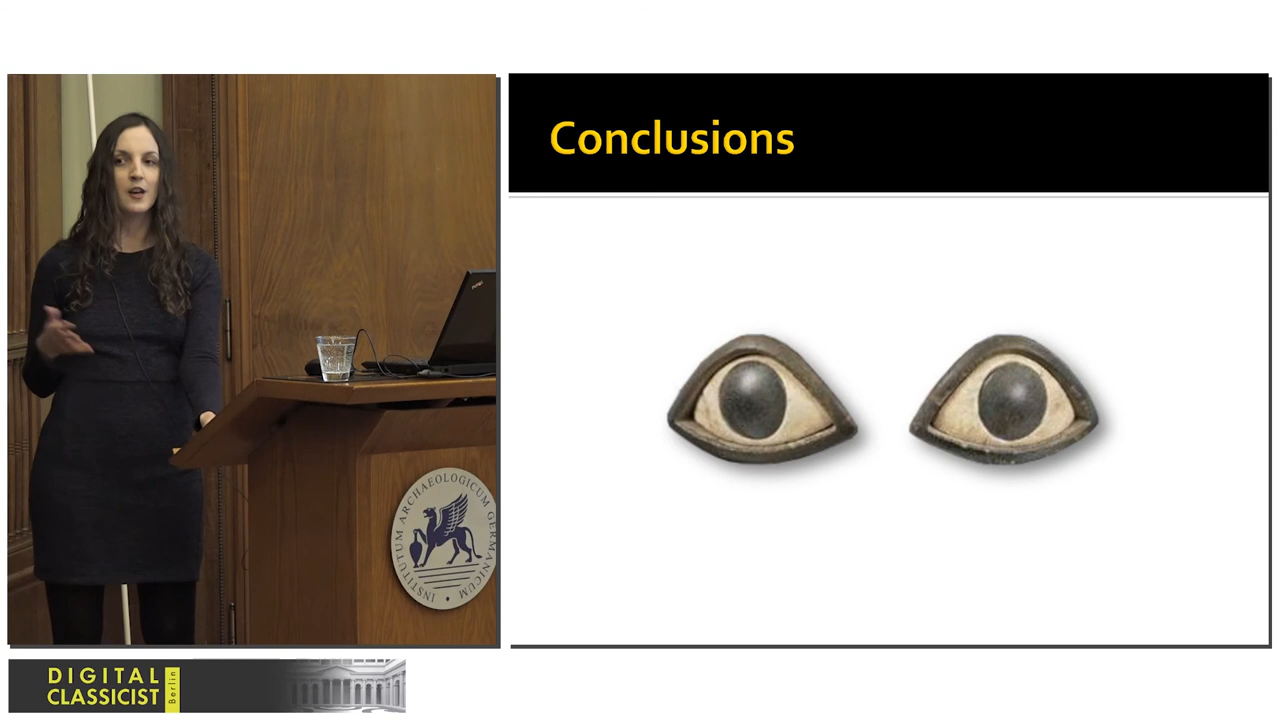 Conclusions
INSTITUTUM ARCHAEOLOGICUM GERMANICUM
DIGITAL
CLASSICIST
Berlin